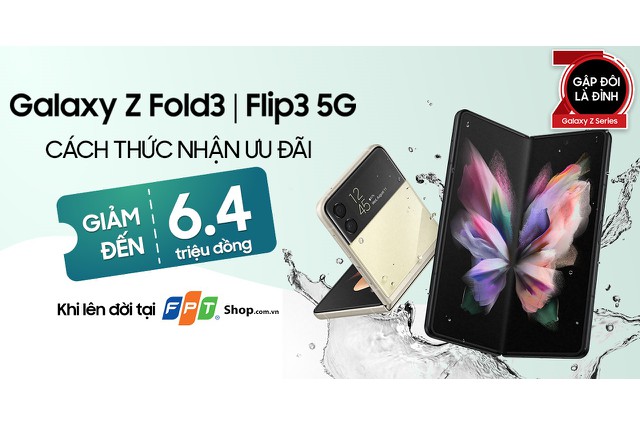 Galaxy Z Fold3 | Flip3 5G
CÁCH THỨC NHẬN ƯU ĐÃI
GIẢM
ĐẾN
6.4
triệu đồng
Khi lên đời tại FPT Shop.com.vn
GẬP ĐÔI
LÀ ĐỈNH
Galaxy Z Series
12
45